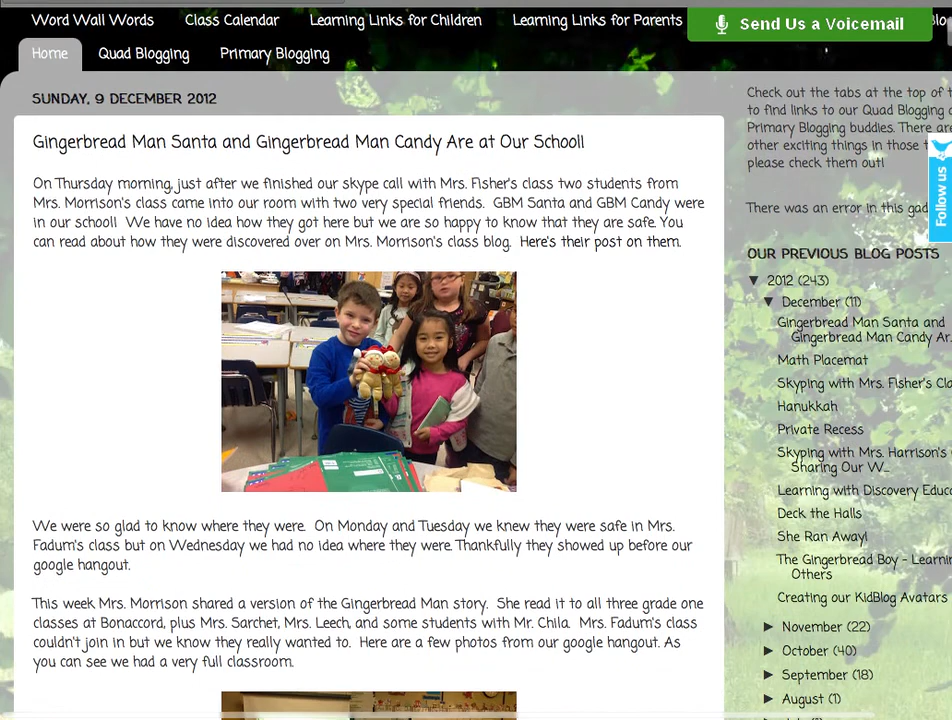 Word Wall Words Class Calendar Learning Links for Children Learning Links for Parents Send Us a Voicemail
Home Quad Blogging Primary Blogging
SUNDAY, 9 DECEMBER 2012
Gingerbread Man Santa and Gingerbread Man Candy Are at Our School!
On Thursday morning, just after we finished our skype call with Mrs. Fisher's class two students from
Mrs. Morrison's class came into our room with two very special friends. GBM Santa and GBM Candy were
in our school! We have no idea how they got here but we are so happy to know that they are safe. You
can read about how they were discovered over on Mrs. Morrison's class blog. Here's their post on them.
We were so glad to know where they were. On Monday and Tuesday we knew they were safe in Mrs.
Fadum's class but on Wednesday we had no idea where they were. Thankfully they showed up before our
google hangout.
This week Mrs. Morrison shared a version of the Gingerbread Man story. She read it to all three grade one
classes at Bonaccord, plus Mrs. Sarchet, Mrs. Leech, and some students with Mr. Chila. Mrs. Fadum's class
couldn't join in but we know they really wanted to. Here are a few photos from our google hangout. As
you can see we had a very full classroom.
Check out the tabs at the top of
to find links to our Quad Blogging
Primary Blogging buddies. There are
other exciting things in those
please check them out!
There was an error in this
Follow us
OUR PREVIOUS BLOG POSTS
▼ 2012 (243)
▼ December (11)
Gingerbread Man Santa and
Gingerbread Man Candy Ar...
Math Placemat
Skyping with Mrs. Fisher's
Hanukkah
Private Recess
Skyping with Mrs. Harrison's
Sharing Our W...
Learning with Discovery
Deck the Halls
She Ran Away!
The Gingerbread Boy -
Others
Creating our KidBlog Avatars
► November (22)
► October (40)
► September (18)
► August (1)